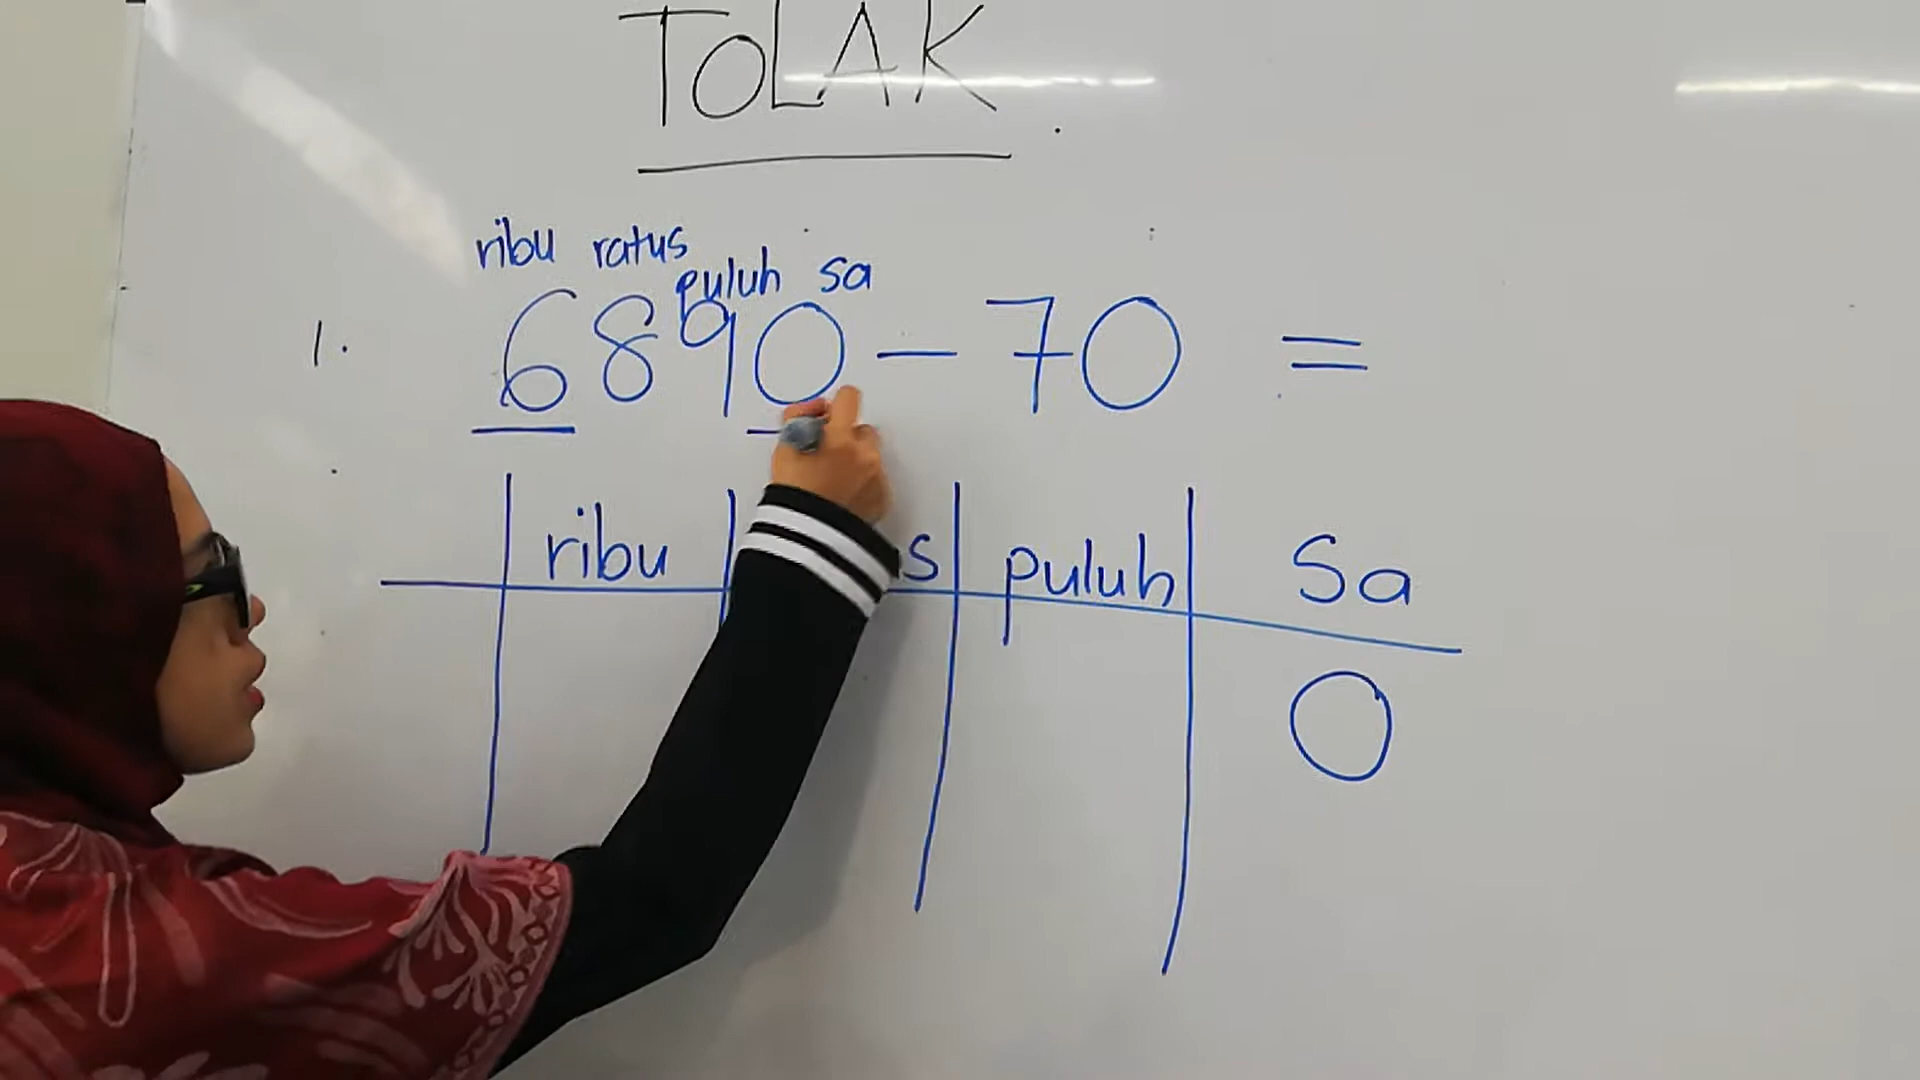 TOLAK
ribu ratus puluh sa
1. 6890 - 70 =
ribu s puluh Sa
0